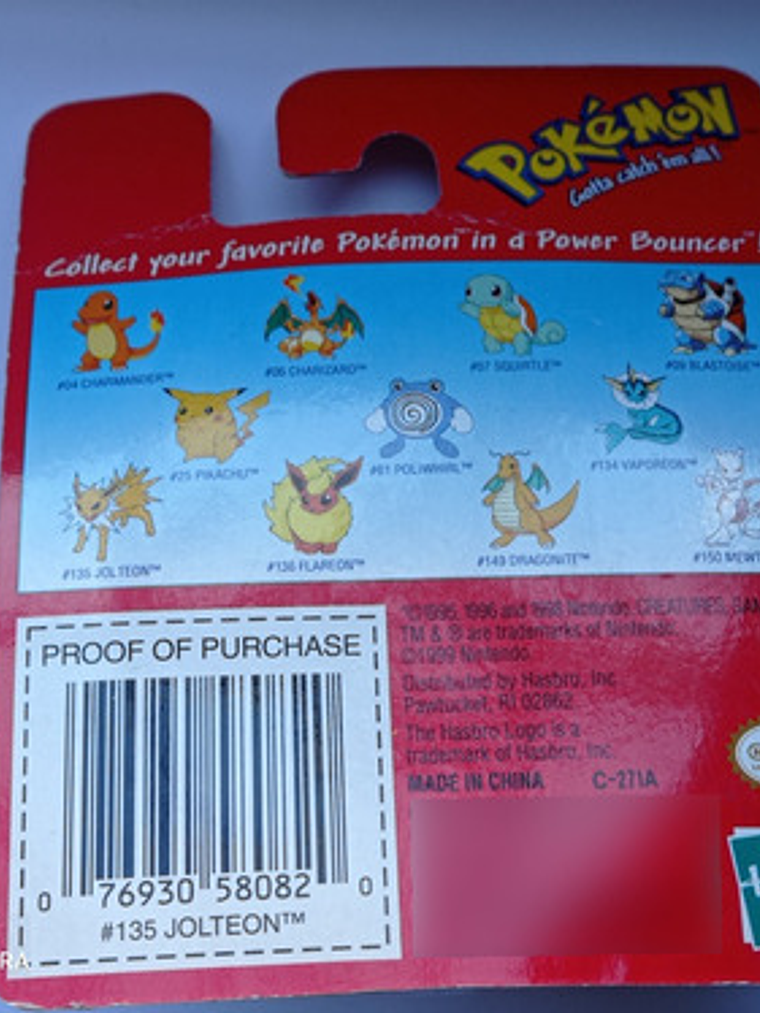 POKéMON
Gotta catch 'em all!
Collect your favorite Pokémon™ in a Power Bouncer™!
#04 CHARMANDER™
#06 CHARIZARD™
#07 SQUIRTLE™
#09 BLASTOISE™
#25 PIKACHU™
#61 POLIWHIRL™
#134 VAPOREON™
#135 JOLTEON™
#136 FLAREON™
#149 DRAGONITE™
#150 MEWT
PROOF OF PURCHASE
0 76930 58082 0
#135 JOLTEON™
©1995, 1996 and 1998 Nintendo, CREATURES, GAM
TM & ® are trademarks of Nintendo.
©1999 Nintendo
Distributed by Hasbro, Inc.
Pawtucket, RI 02862
The Hasbro Logo is a
trademark of Hasbro, Inc.
MADE IN CHINA C-271A
RA